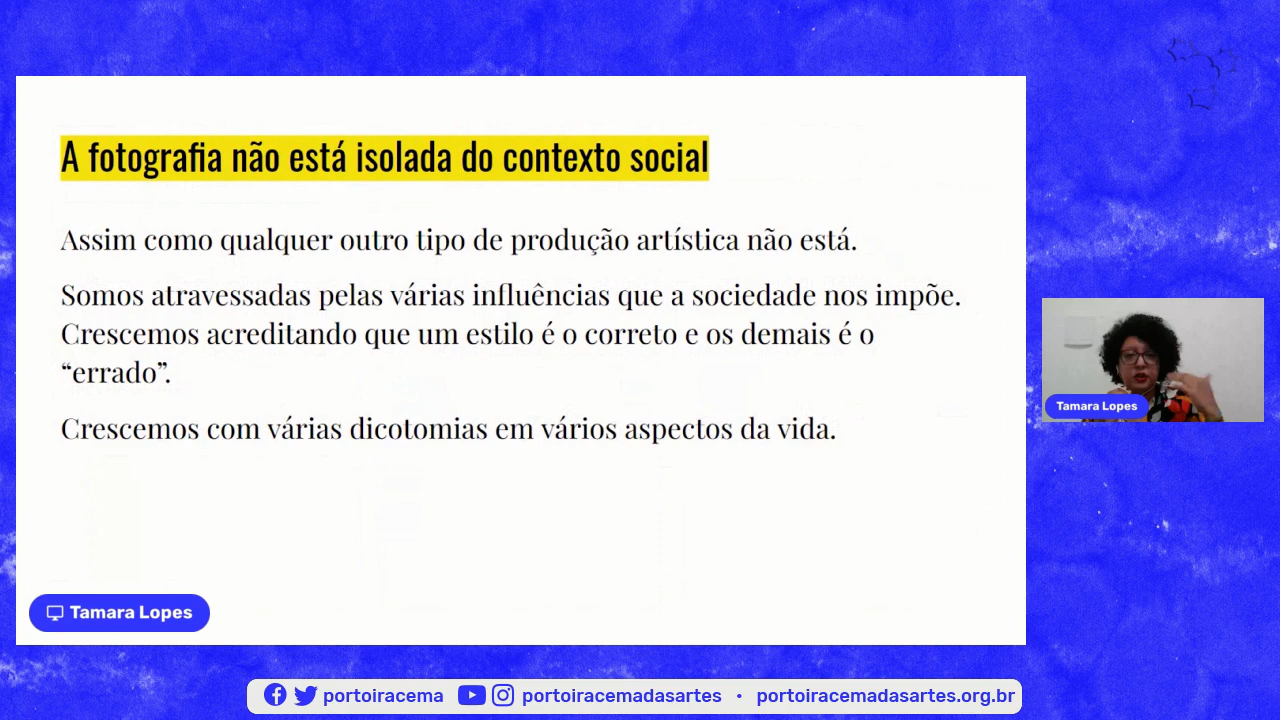 A fotografia não está isolada do contexto social
Assim como qualquer outro tipo de produção artística não está.
Somos atravessadas pelas várias influências que a sociedade nos impõe.
Crescemos acreditando que um estilo é o correto e os demais é o
“errado”.
Crescemos com várias dicotomias em vários aspectos da vida.
Tamara Lopes
Tamara Lopes
portoiracema portoiracemadasartes • portoiracemadasartes.org.br